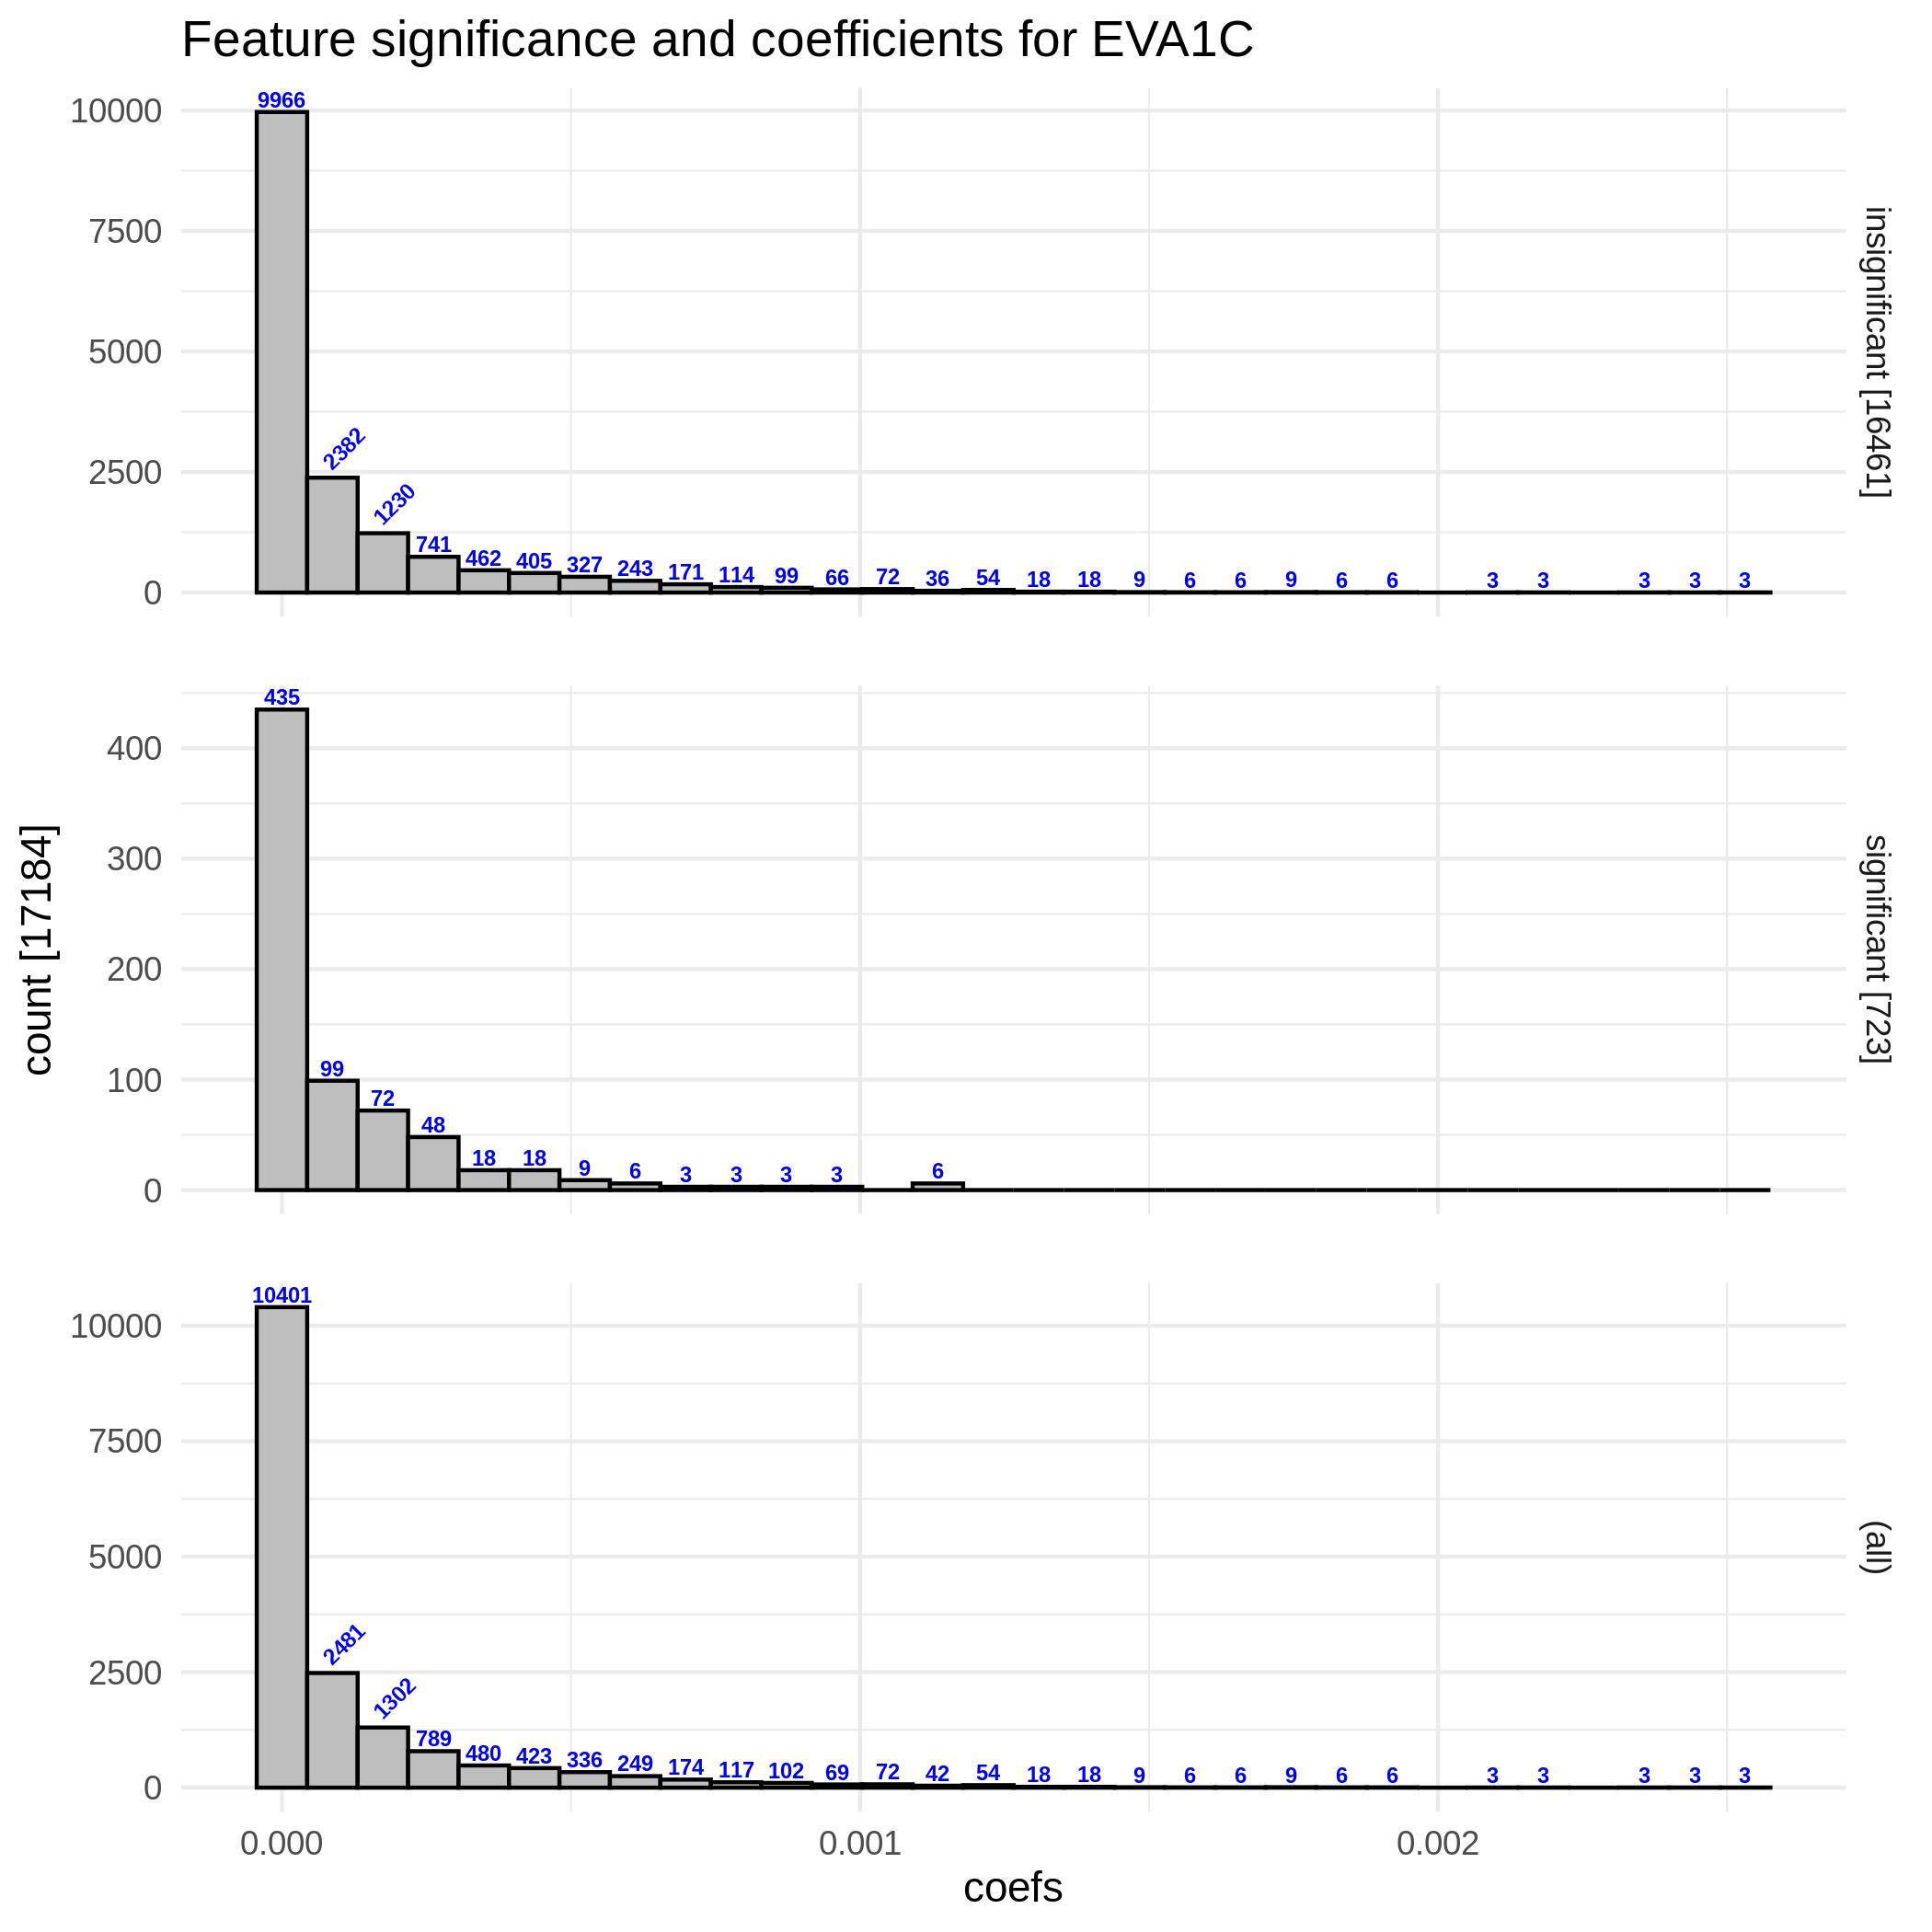 Feature significance and coefficients for EVA1C
10000
7500
5000
2500
0
9966
2382
1230
741 462 405 327 243 171 114 99 66 72 36 54 18 18 9 6 6 9 6 6 3 3 3 3 3
insignificant [16461]
count [17184]
400
300
200
100
0
435
99
72
48
18 18 9 6 3 3 3 3 6
significant [723]
10000
7500
5000
2500
0
10401
2481
1302
789 480 423 336 249 174 117 102 69 72 42 54 18 18 9 6 6 9 6 6 3 3 3 3 3
(all)
0.000 0.001 0.002
coefs